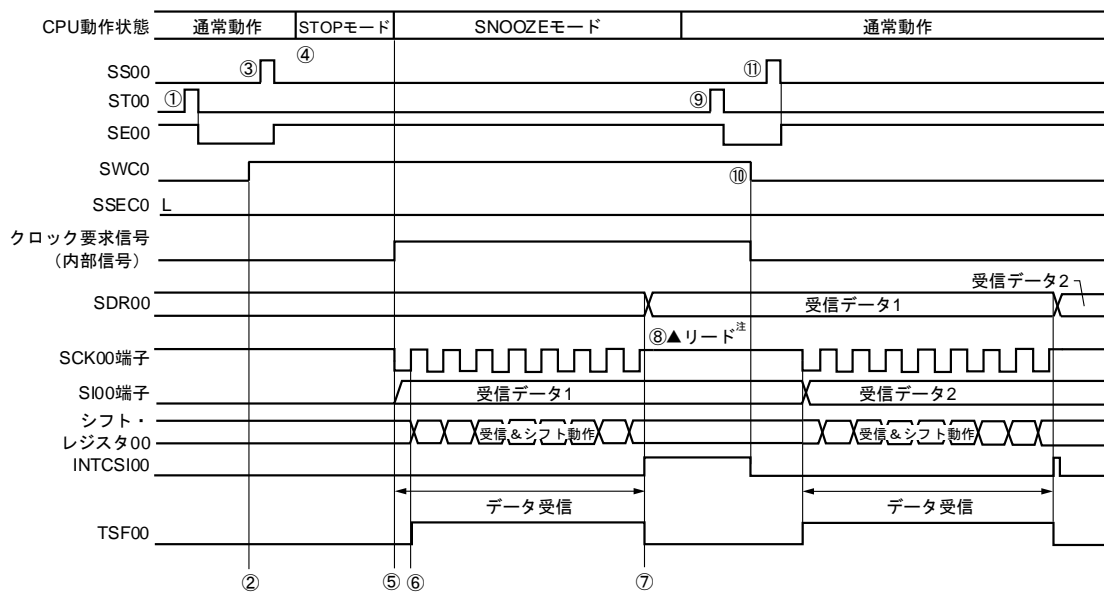 CPU動作状態 通常動作 STOPモード SNOOZEモード 通常動作
④
SS00 ③ ⑪
ST00 ① ⑨
SE00
SWC0 ⑩
SSEC0 L
クロック要求信号
（内部信号）
受信データ2
SDR00 受信データ1
⑧▲リード注
SCK00端子
SI00端子 受信データ1 受信データ2
シフト・
レジスタ00 受信＆シフト動作 受信＆シフト動作
INTCSI00
データ受信 データ受信
TSF00
② ⑤ ⑥ ⑦